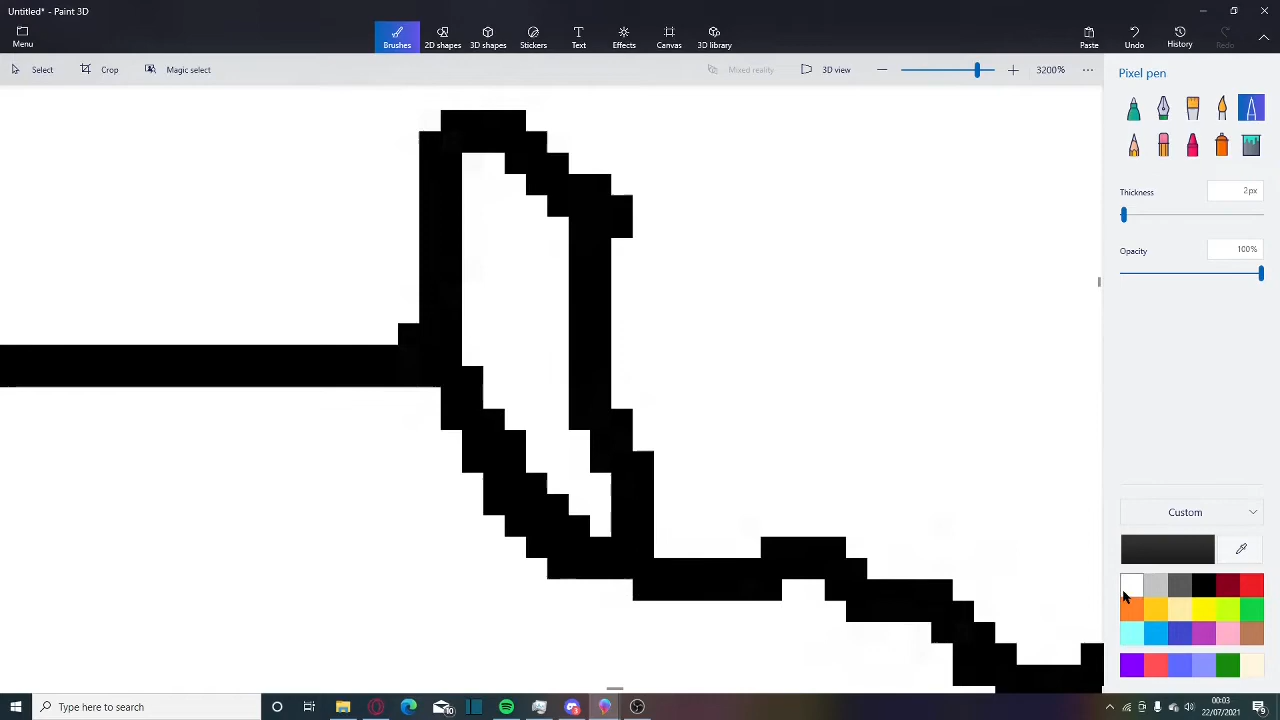 Untitled* - Paint 3D
Menu
Brushes
2D shapes
3D shapes
Stickers
Text
Effects
Canvas
3D library
Paste
Undo
History
Redo
Select
Crop
Magic select
Mixed reality
3D view
3200%
Pixel pen
Thickness
2px
Opacity
100%
Custom
Type here to search
10
00:03
22/07/2021